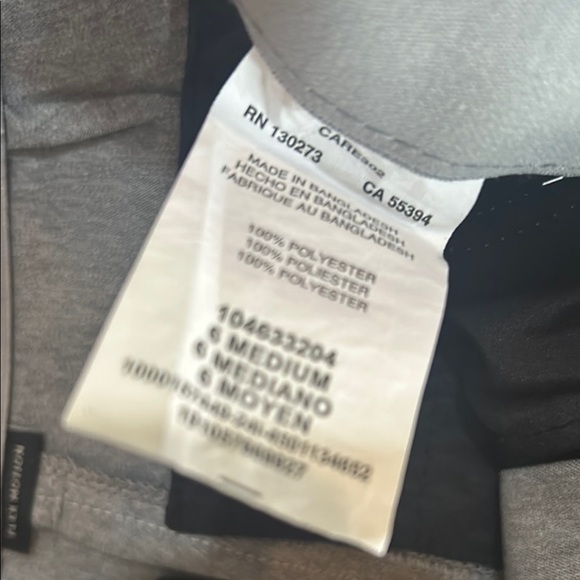 CARE302
RN 130273
CA 55394
MADE IN BANGLADESH
HECHO EN BANGLADESH
FABRIQUE AU BANGLADESH
100% POLYESTER
100% POLIESTER
100% POLYESTER
104633204
6 MEDIUM
6 MEDIANO
6 MOYEN
FLEX MOTION